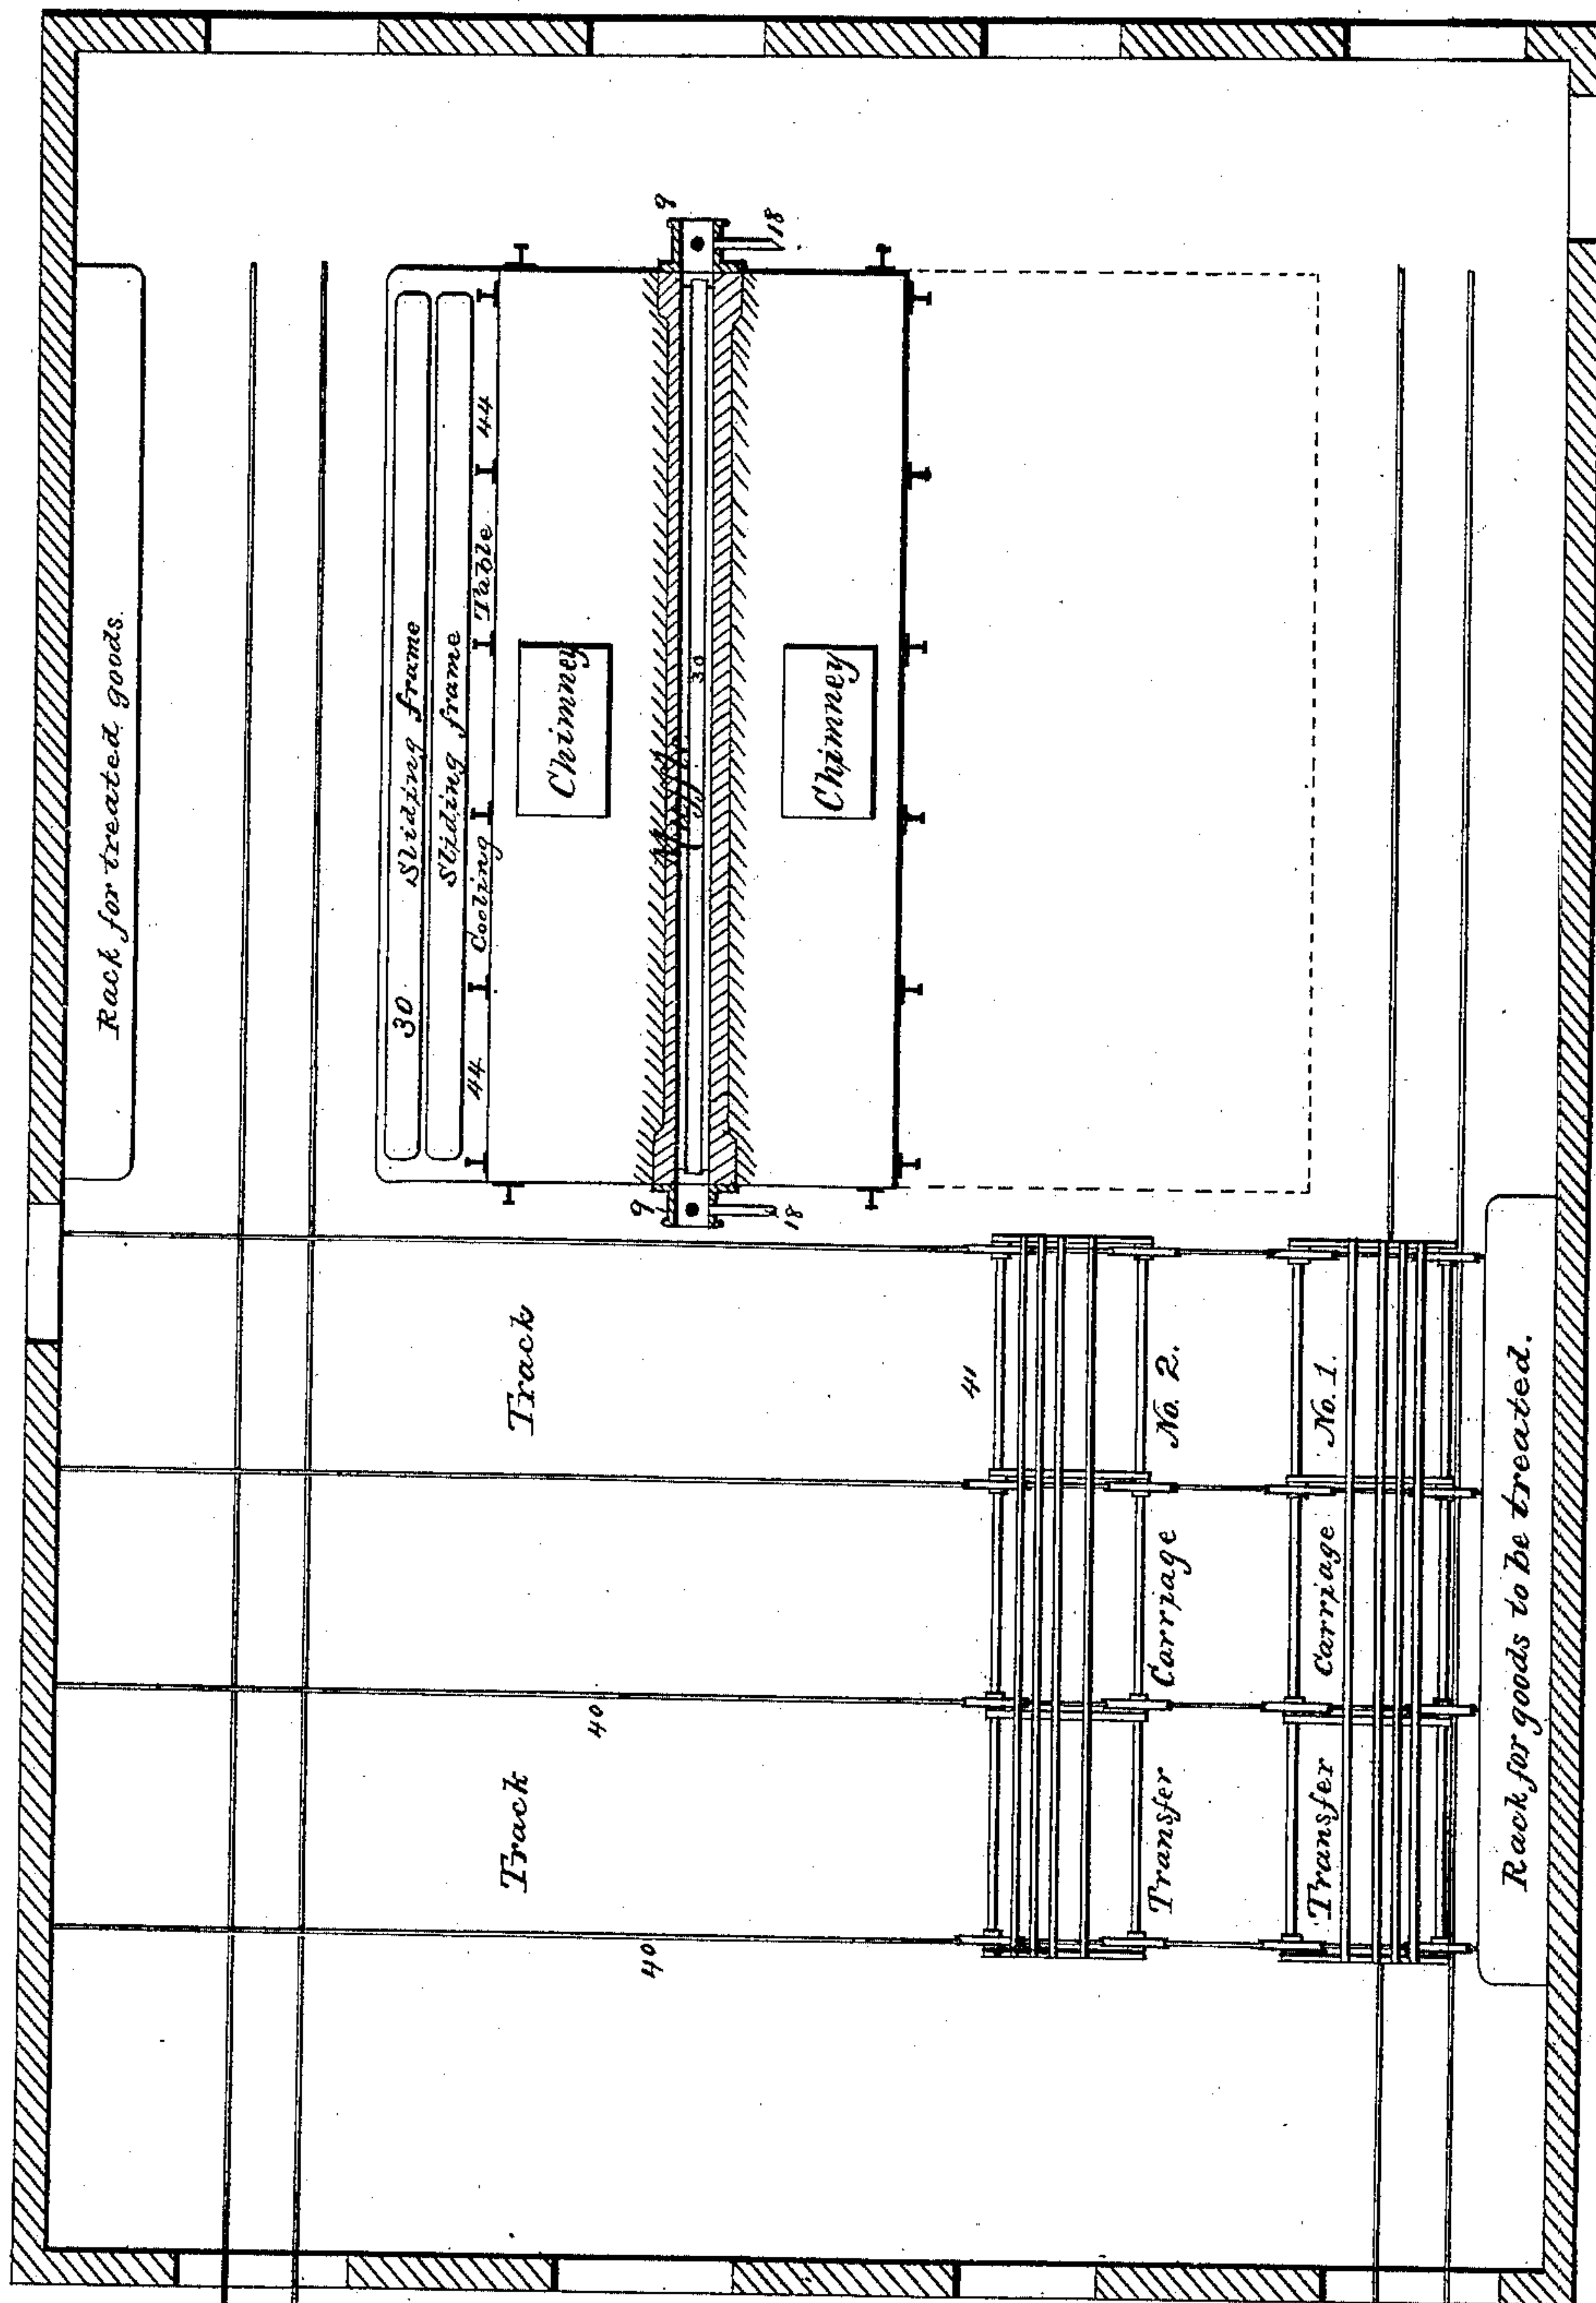 Rack for treated goods.
30 Sliding frame
Sliding frame
44 Cooling Table 44
Chimney
Muffle
30
Chimney
9
18
9
18
Track
Track
40
40
41
Transfer Carriage No. 2.
Transfer Carriage No. 1.
Rack for goods to be treated.